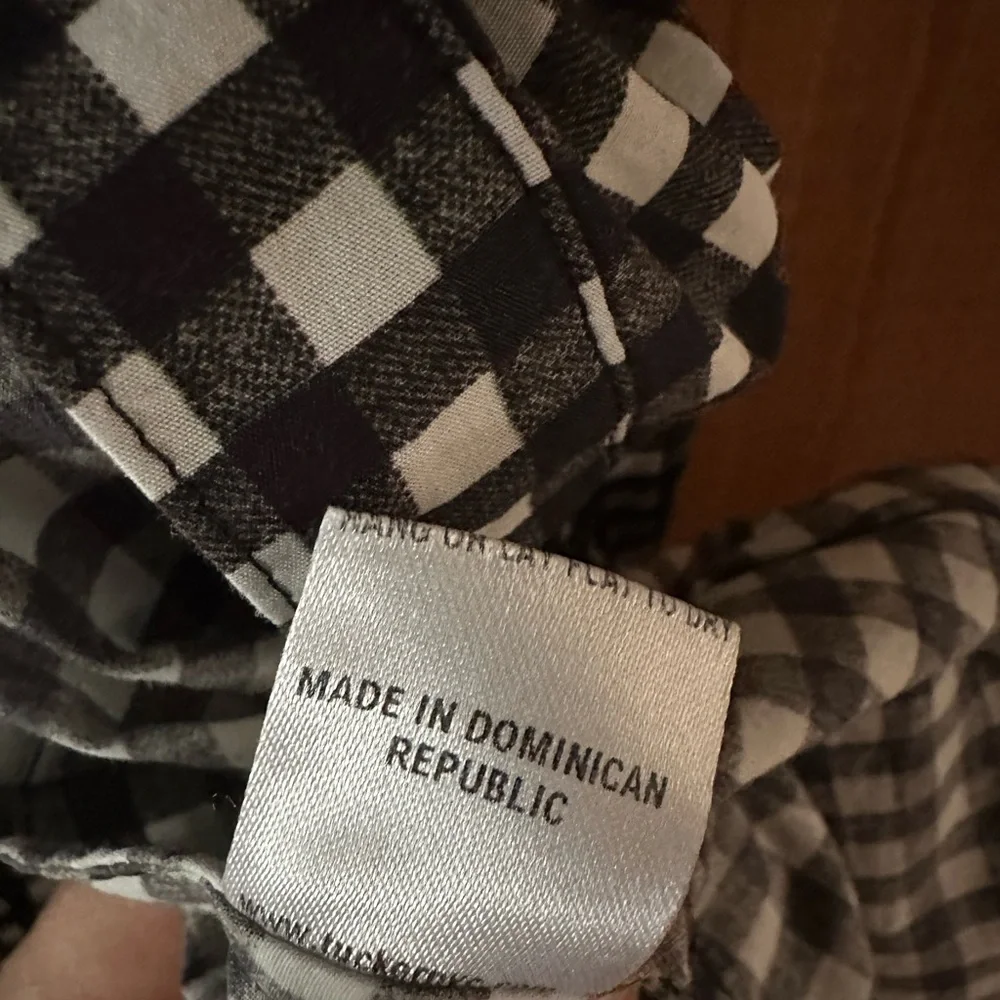 HANG OR LAY FLAT TO DRY
MADE IN DOMINICAN
REPUBLIC